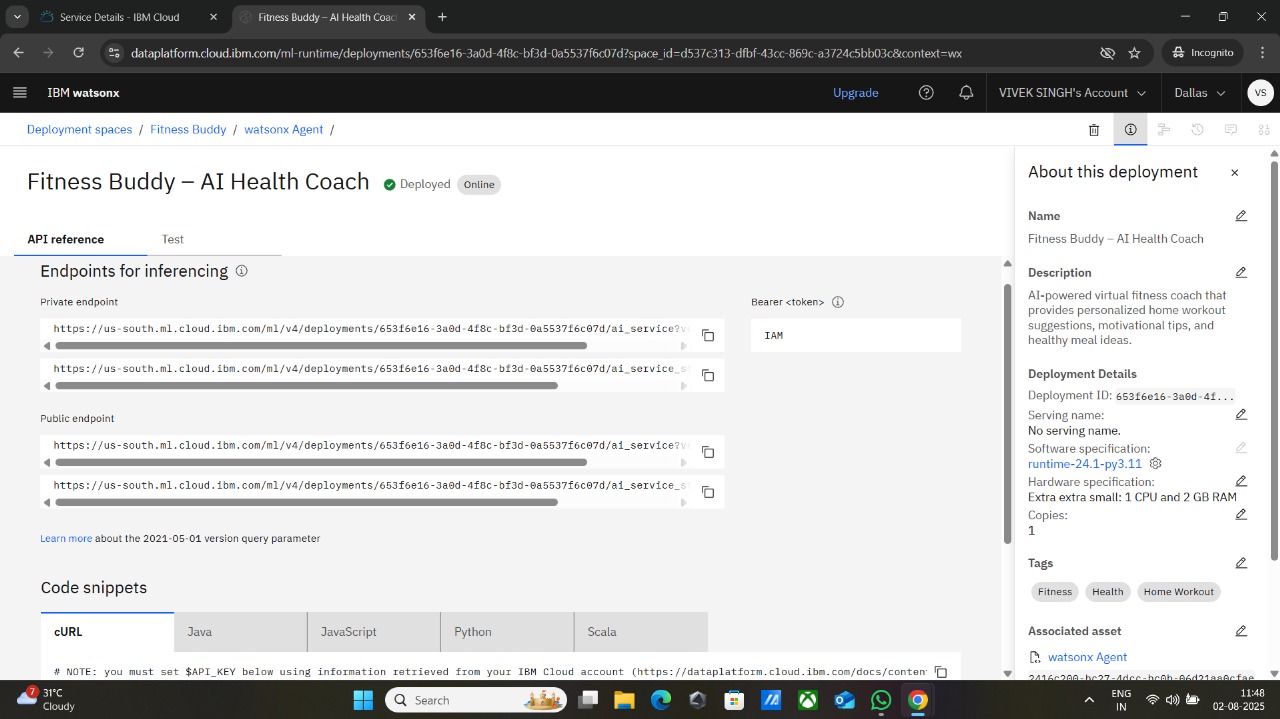 Service Details - IBM Cloud
Fitness Buddy – AI Health Coac
dataplatform.cloud.ibm.com/ml-runtime/deployments/653f6e16-3a0d-4f8c-bf3d-0a5537f6c07d?space_id=d537c313-dfbf-43cc-869c-a3724c5bb03c&context=wx
Incognito
IBM watsonx
Upgrade
VIVEK SINGH's Account
Dallas
VS
Deployment spaces / Fitness Buddy / watsonx Agent /
Fitness Buddy – AI Health Coach
Deployed
Online
API reference
Test
Endpoints for inferencing
Private endpoint
https://us-south.ml.cloud.ibm.com/ml/v4/deployments/653f6e16-3a0d-4f8c-bf3d-0a5537f6c07d/ai_service?v
https://us-south.ml.cloud.ibm.com/ml/v4/deployments/653f6e16-3a0d-4f8c-bf3d-0a5537f6c07d/ai_service_s
Bearer <token>
IAM
Public endpoint
https://us-south.ml.cloud.ibm.com/ml/v4/deployments/653f6e16-3a0d-4f8c-bf3d-0a5537f6c07d/ai_service?v
https://us-south.ml.cloud.ibm.com/ml/v4/deployments/653f6e16-3a0d-4f8c-bf3d-0a5537f6c07d/ai_service_s
Learn more about the 2021-05-01 version query parameter
Code snippets
cURL
Java
JavaScript
Python
Scala
# NOTE: you must set $API_KEY below using information retrieved from your IBM Cloud account (https://dataplatform.cloud.ibm.com/docs/conten
About this deployment
Name
Fitness Buddy – AI Health Coach
Description
AI-powered virtual fitness coach that
provides personalized home workout
suggestions, motivational tips, and
healthy meal ideas.
Deployment Details
Deployment ID: 653f6e16-3a0d-4f...
Serving name:
No serving name.
Software specification:
runtime-24.1-py3.11
Hardware specification:
Extra extra small: 1 CPU and 2 GB RAM
Copies:
1
Tags
Fitness
Health
Home Workout
Associated asset
watsonx Agent
7
31°C
Cloudy
Search
ENG
IN
11:48
02-08-2025